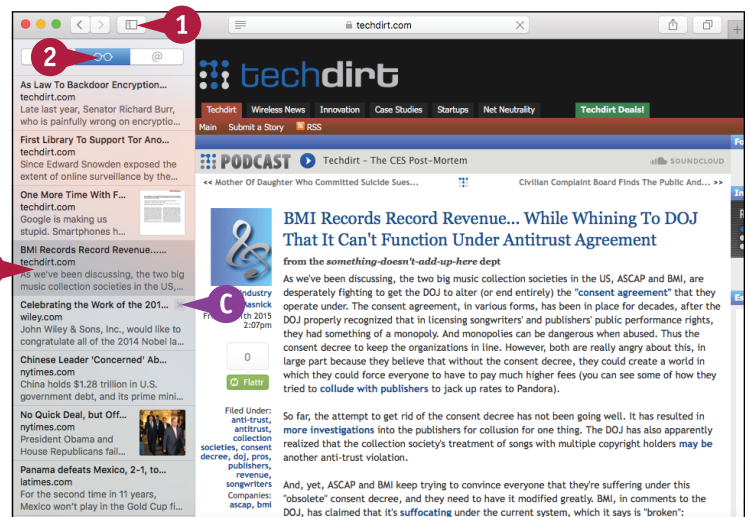 1
techdirt.com
2
@
As Law To Backdoor Encryption...
techdirt.com
Late last year, Senator Richard Burr,
who is painfully wrong on encryptio...
First Library To Support Tor Ano...
techdirt.com
Since Edward Snowden exposed the
extent of online surveillance by the...
One More Time With F...
techdirt.com
Google is making us
stupid. Smartphones h...
BMI Records Record Revenue......
techdirt.com
As we've been discussing, the two big
music collection societies in the US,...
Celebrating the Work of the 201...
wiley.com
John Wiley & Sons, Inc., would like to
congratulate all of the 2014 Nobel la...
Chinese Leader 'Concerned' Ab...
nytimes.com
China holds $1.28 trillion in U.S.
government debt, and its prime mini...
No Quick Deal, but Off...
nytimes.com
President Obama and
House Republicans fail...
Panama defeats Mexico, 2-1, to...
latimes.com
For the second time in 11 years,
Mexico won't play in the Gold Cup fi...
C
techdirt
Techdirt Wireless News Innovation Case Studies Startups Net Neutrality Techdirt Deals!
Main Submit a Story RSS
PODCAST Techdirt - The CES Post-Mortem SOUNDCLOUD
<< Mother Of Daughter Who Committed Suicide Sues... Civilian Complaint Board Finds The Public And... >>
BMI Records Record Revenue... While Whining To DOJ
That It Can't Function Under Antitrust Agreement
from the something-doesn't-add-up-here dept
Industry
Masnick
2015
2:07pm
0
Flattr
Filed Under:
anti-trust,
antitrust,
collection
societies, consent
decree, doj, pros,
publishers,
revenue,
songwriters
Companies:
ascap, bmi
As we've been discussing, the two big music collection societies in the US, ASCAP and BMI, are
desperately fighting to get the DOJ to alter (or end entirely) the "consent agreement" that they
operate under. The consent agreement, in various forms, has been in place for decades, after the
DOJ properly recognized that in licensing songwriters' and publishers' public performance rights,
they had something of a monopoly. And monopolies can be dangerous when abused. Thus the
consent decree to keep the organizations in line. However, both are really angry about this, in
large part because they believe that without the consent decree, they could create a world in
which they could force everyone to have to pay much higher fees (you can see some of how they
tried to collude with publishers to jack up rates to Pandora).
So far, the attempt to get rid of the consent decree has not been going well. It has resulted in
more investigations into the publishers for collusion for one thing. The DOJ has also apparently
realized that the collection society's treatment of songs with multiple copyright holders may be
another anti-trust violation.
And, yet, ASCAP and BMI keep trying to convince everyone that they're suffering under this
"obsolete" consent decree, and they need to have it modified greatly. BMI, in comments to the
DOJ, has claimed that it's suffocating under the current system, which it says is "broken":
Fo
In
Es